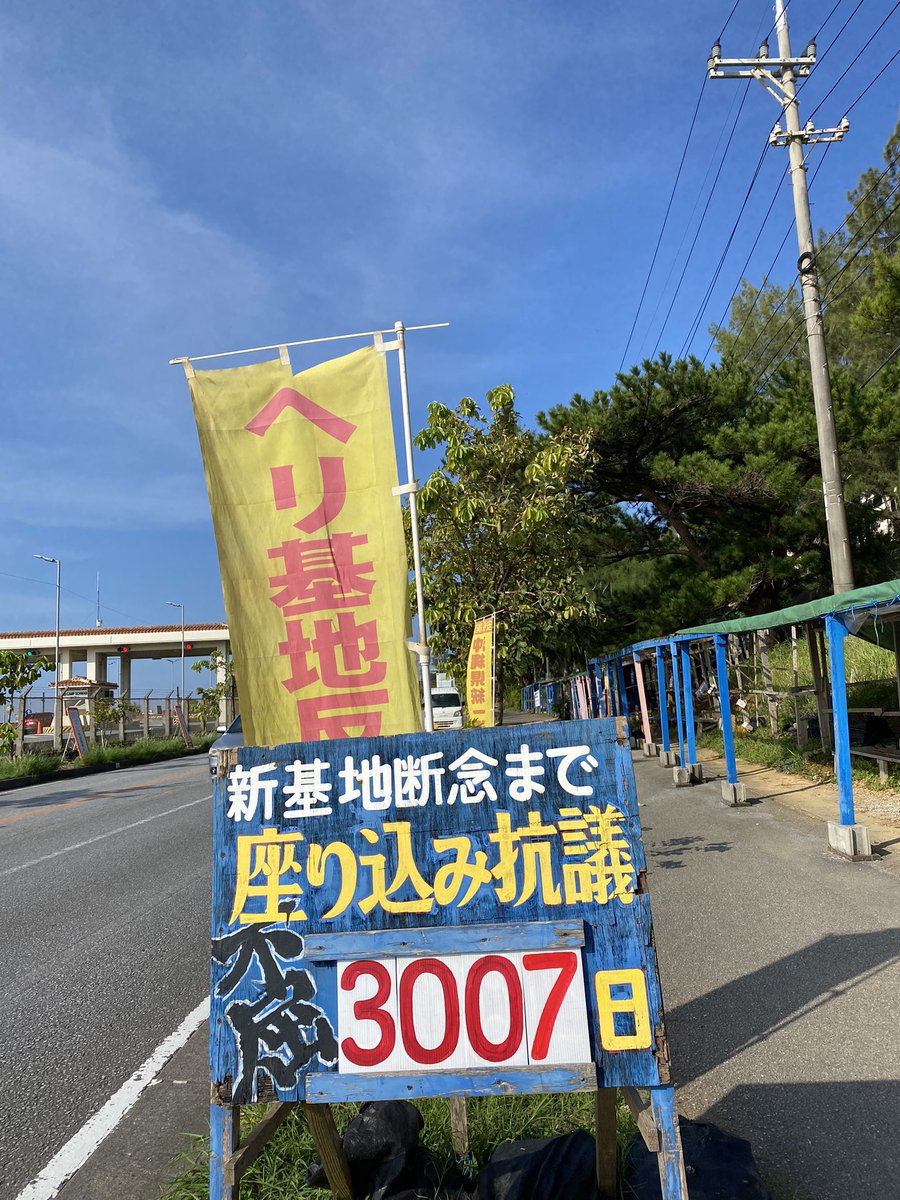 ヘリ基地反
新基地断念まで
座り込み抗議
不屈
3007日